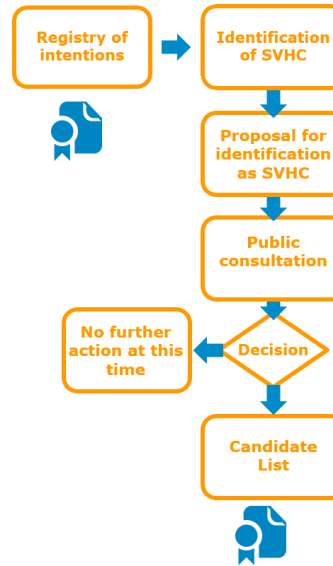 Registry of
intentions
Identification
of SVHC
Proposal for
identification
as SVHC
Public
consultation
Decision
No further
action at this
time
Candidate
List